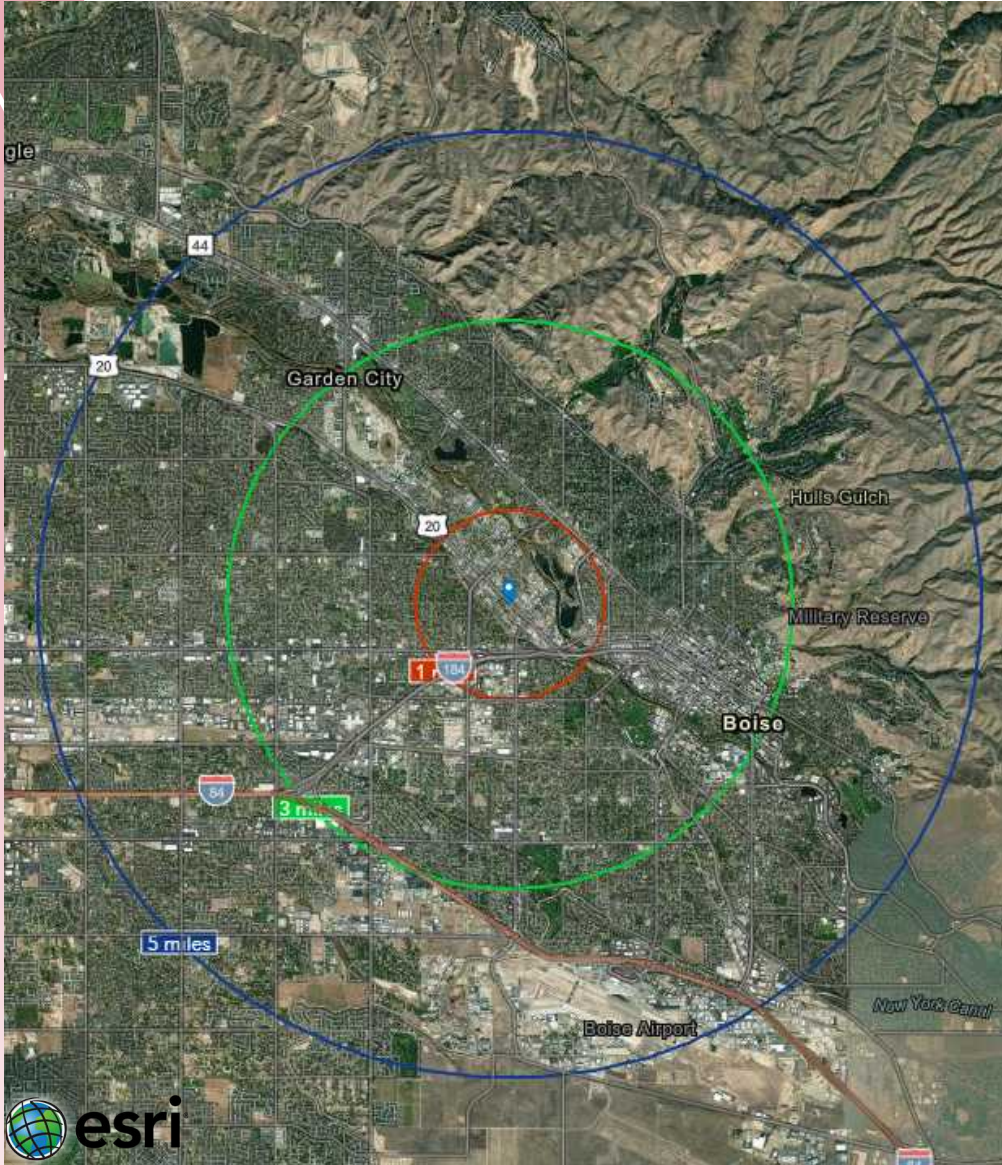 gle
44
20
Garden City
Hulls Gulch
20
Military Reserve
184
Boise
84
3 miles
5 miles
New York Canal
Boise Airport
esri